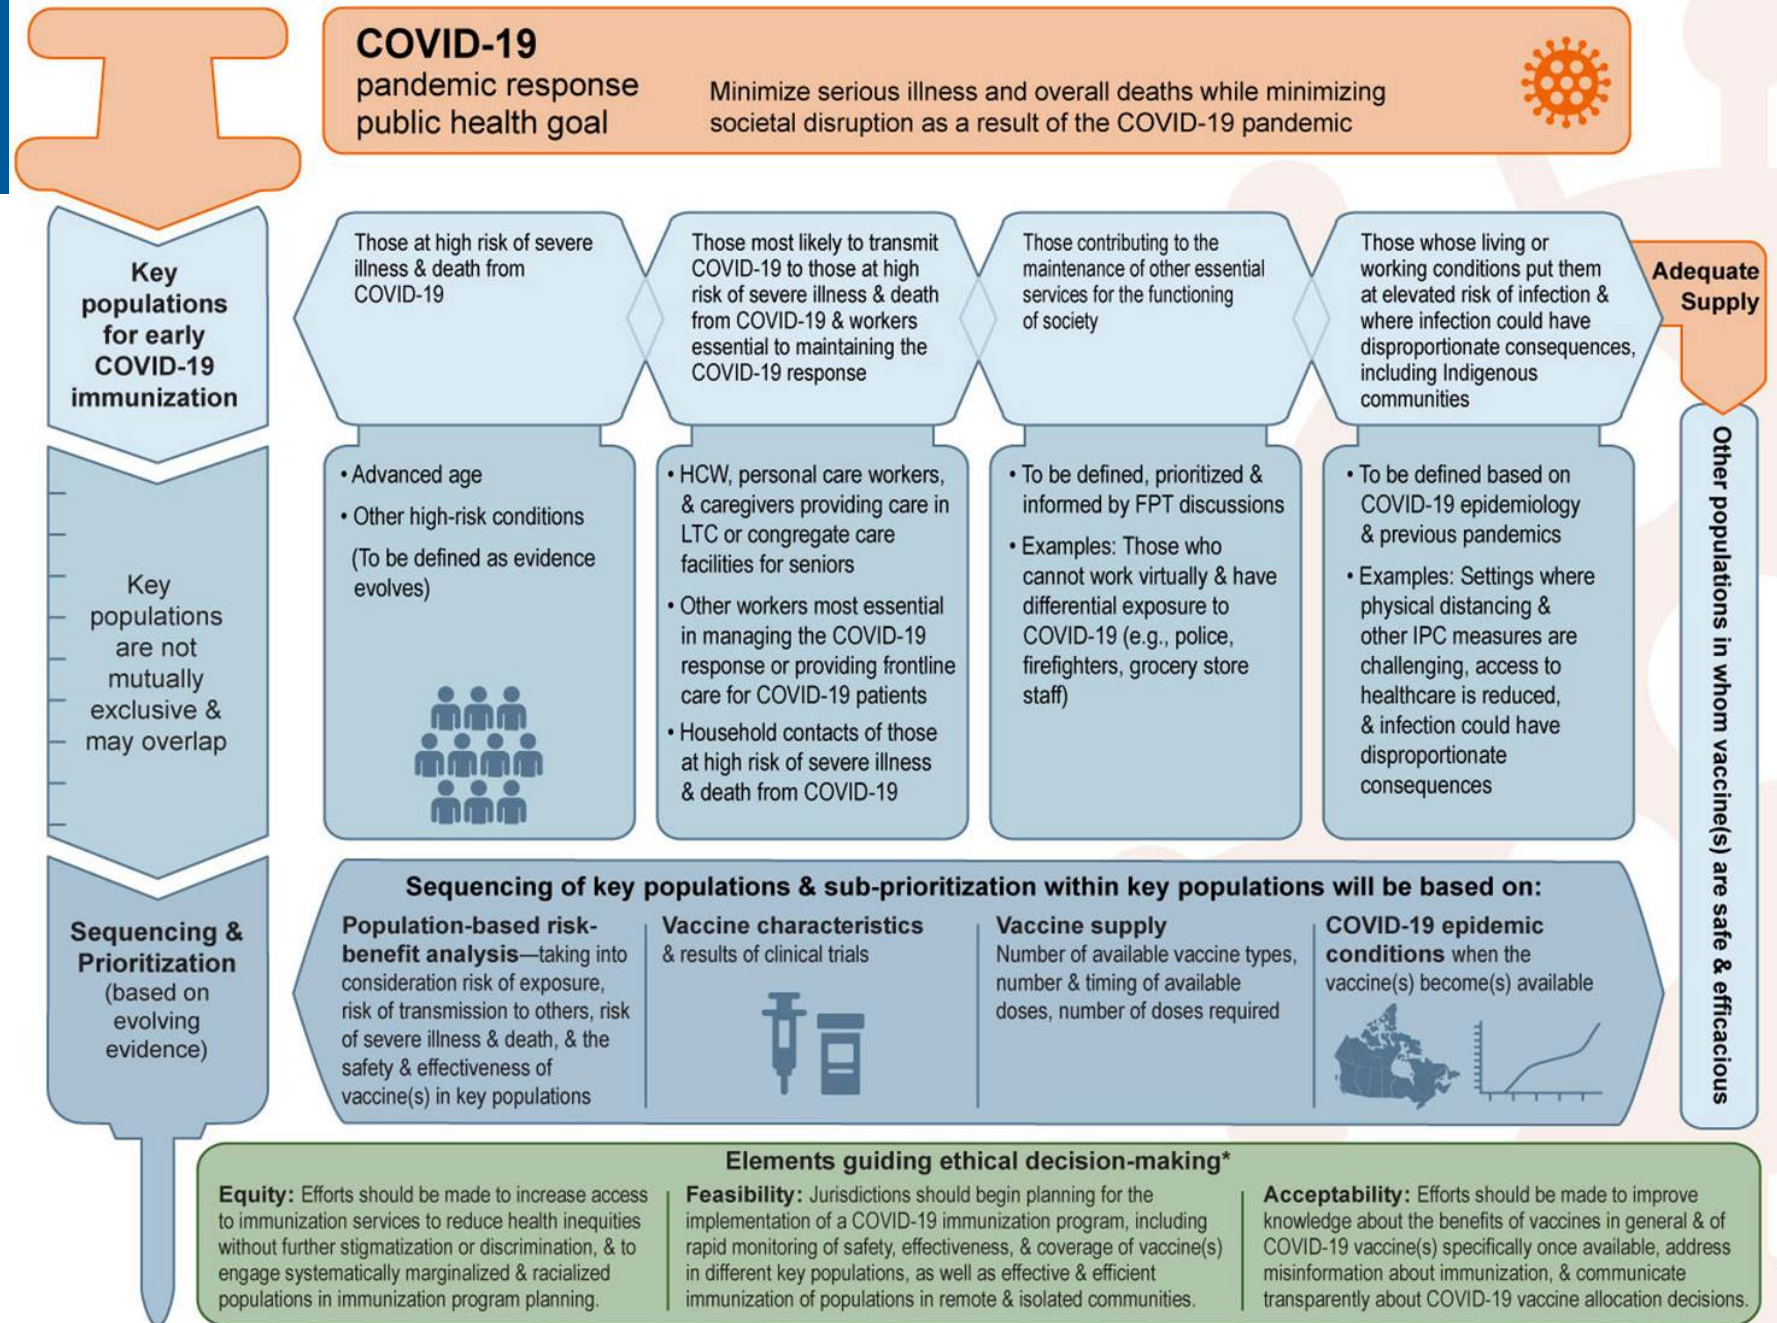 COVID-19
pandemic response
public health goal
Minimize serious illness and overall deaths while minimizing
societal disruption as a result of the COVID-19 pandemic
Key
populations
for early
COVID-19
immunization
Those at high risk of severe
illness & death from
COVID-19
Those most likely to transmit
COVID-19 to those at high
risk of severe illness & death
from COVID-19 & workers
essential to maintaining the
COVID-19 response
Those contributing to the
maintenance of other essential
services for the functioning
of society
Those whose living or
working conditions put them
at elevated risk of infection &
where infection could have
disproportionate consequences,
including Indigenous
communities
Adequate
Supply
Key
populations
are not
mutually
exclusive &
may overlap
• Advanced age
• Other high-risk conditions
(To be defined as evidence
evolves)
• HCW, personal care workers,
& caregivers providing care in
LTC or congregate care
facilities for seniors
• Other workers most essential
in managing the COVID-19
response or providing frontline
care for COVID-19 patients
• Household contacts of those
at high risk of severe illness
& death from COVID-19
• To be defined, prioritized &
informed by FPT discussions
• Examples: Those who
cannot work virtually & have
differential exposure to
COVID-19 (e.g., police,
firefighters, grocery store
staff)
• To be defined based on
COVID-19 epidemiology
& previous pandemics
• Examples: Settings where
physical distancing &
other IPC measures are
challenging, access to
healthcare is reduced,
& infection could have
disproportionate
consequences
Other populations in whom vaccine(s) are safe & efficacious
Sequencing &
Prioritization
(based on
evolving
evidence)
Sequencing of key populations & sub-prioritization within key populations will be based on:
Population-based risk-
benefit analysis—taking into
consideration risk of exposure,
risk of transmission to others, risk
of severe illness & death, & the
safety & effectiveness of
vaccine(s) in key populations
Vaccine characteristics
& results of clinical trials
Vaccine supply
Number of available vaccine types,
number & timing of available
doses, number of doses required
COVID-19 epidemic
conditions when the
vaccine(s) become(s) available
Elements guiding ethical decision-making*
Equity: Efforts should be made to increase access
to immunization services to reduce health inequities
without further stigmatization or discrimination, & to
engage systematically marginalized & racialized
populations in immunization program planning.
Feasibility: Jurisdictions should begin planning for the
implementation of a COVID-19 immunization program, including
rapid monitoring of safety, effectiveness, & coverage of vaccine(s)
in different key populations, as well as effective & efficient
immunization of populations in remote & isolated communities.
Acceptability: Efforts should be made to improve
knowledge about the benefits of vaccines in general & of
COVID-19 vaccine(s) specifically once available, address
misinformation about immunization, & communicate
transparently about COVID-19 vaccine allocation decisions.